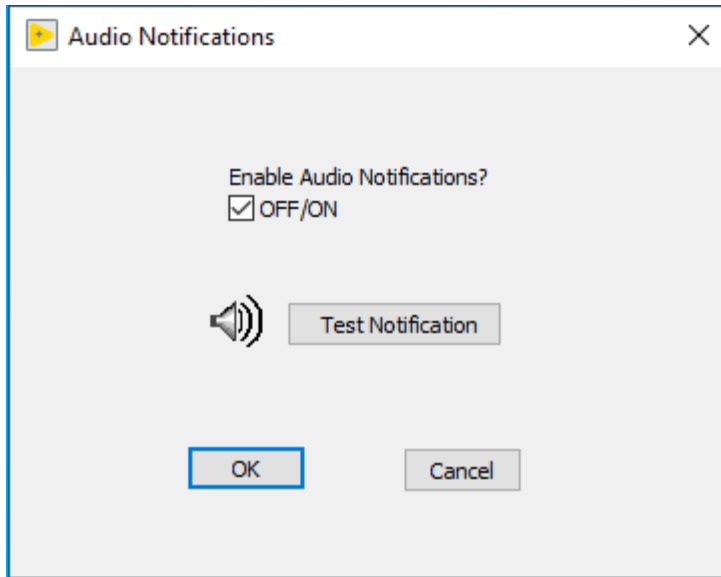 Audio Notifications
Enable Audio Notifications?
OFF/ON
Test Notification
OK
Cancel